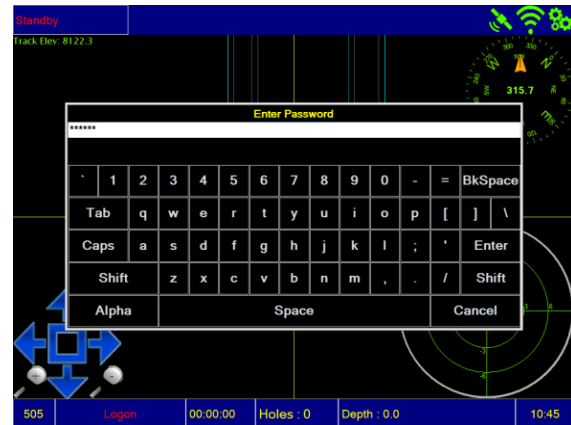 Standby
Track Elev: 8122.3
315.7
Enter Password
******
` 1 2 3 4 5 6 7 8 9 0 - = BkSpace
Tab q w e r t y u i o p [ ] \
Caps a s d f g h j k l ; ' Enter
Shift z x c v b n m , . / Shift
Alpha Space Cancel
505 Logon 00:00:00 Holes : 0 Depth : 0.0 10:45